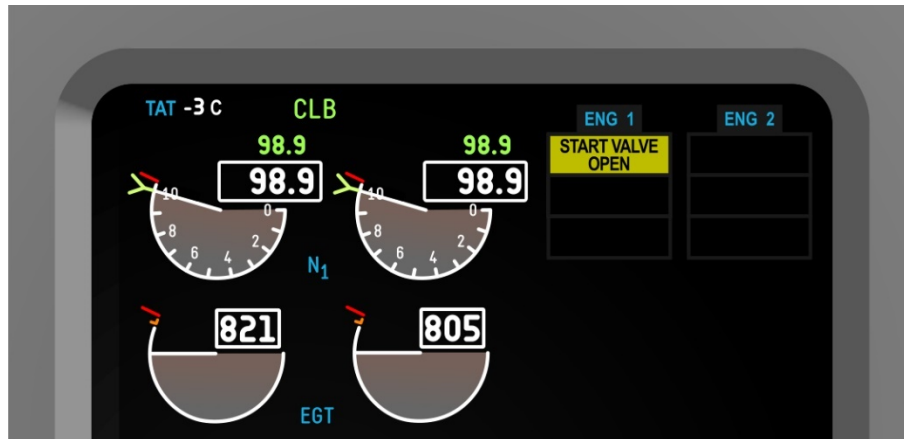 TAT -3 C
CLB
ENG 1
ENG 2
98.9
98.9
START VALVE
OPEN
98.9
98.9
10
0
8
2
6
4
10
0
8
2
6
4
N1
821
805
EGT